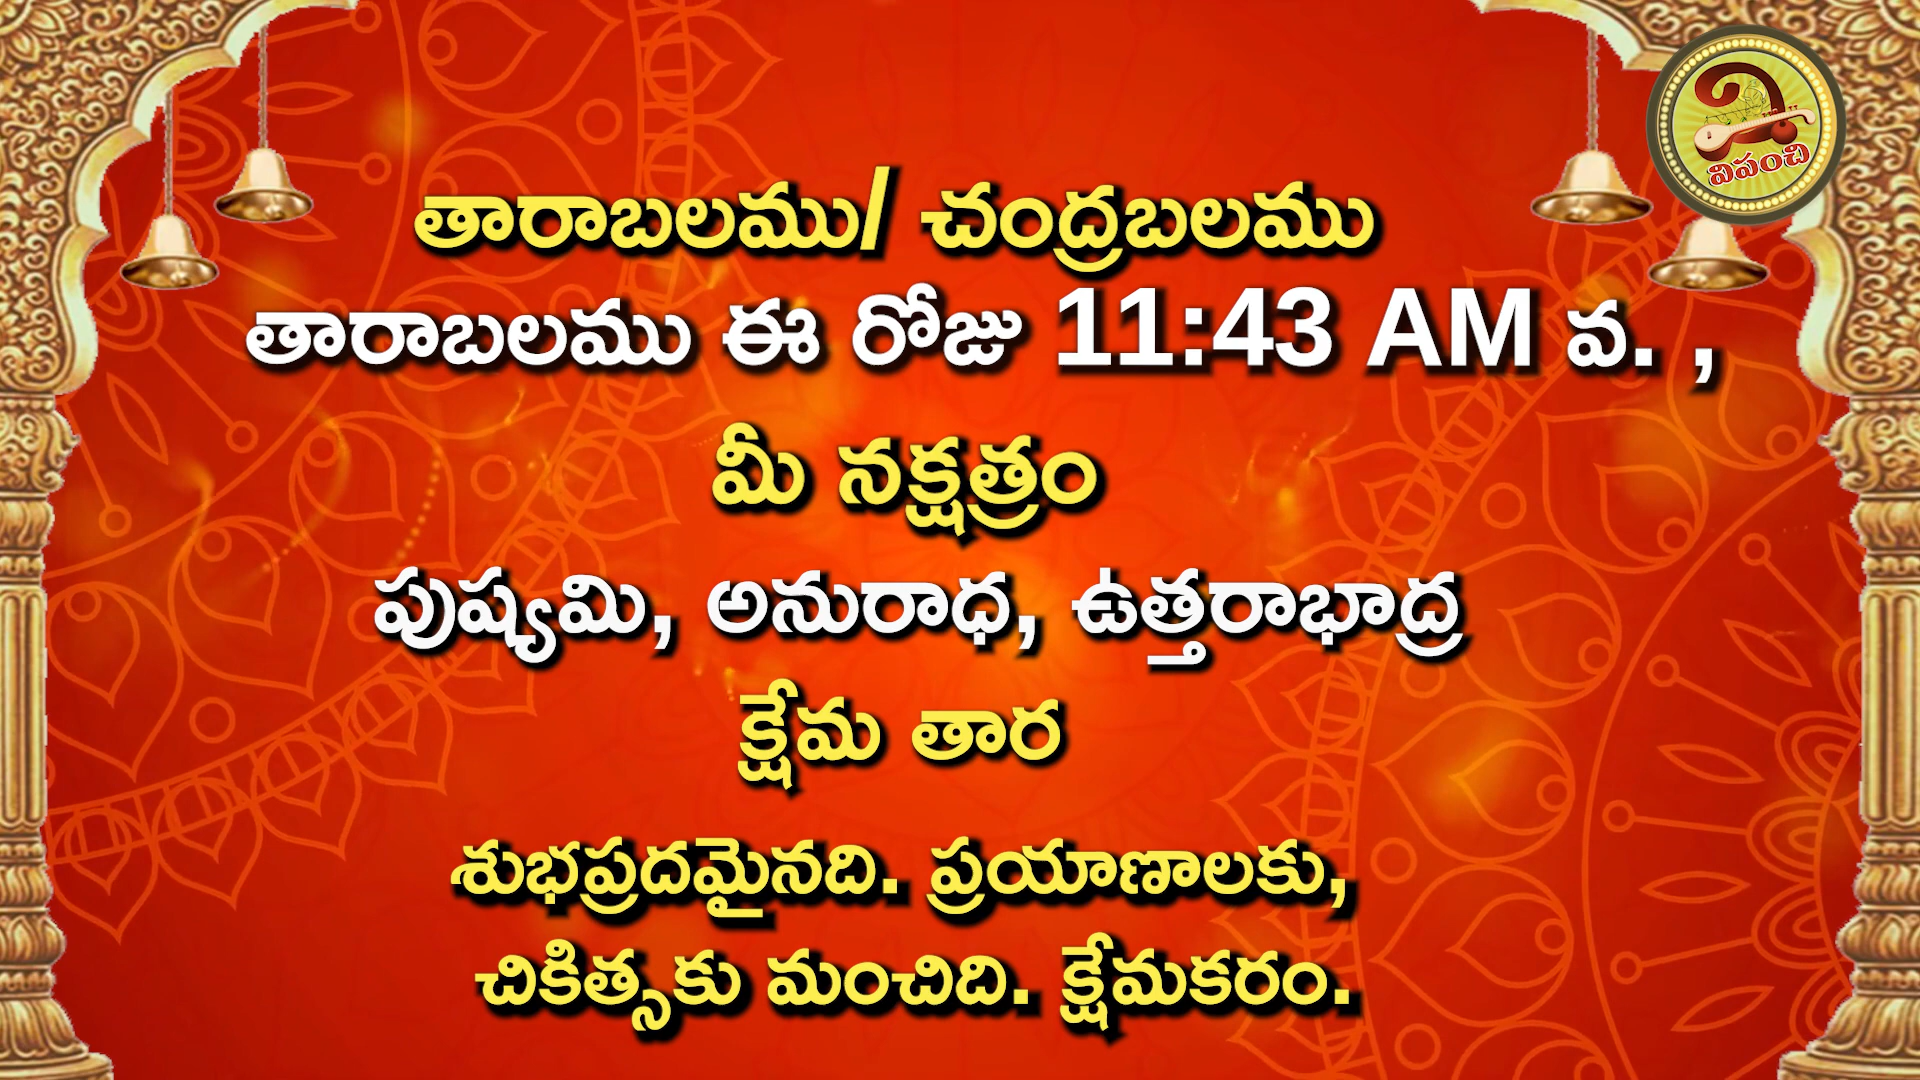 విపంచి
తారాబలము/ చంద్రబలము
తారాబలము ఈ రోజు 11:43 AM వ. ,
మీ నక్షత్రం
పుష్యమి, అనురాధ, ఉత్తరాభాద్ర
క్షేమ తార
శుభప్రదమైనది. ప్రయాణాలకు,
చికిత్సకు మంచిది. క్షేమకరం.